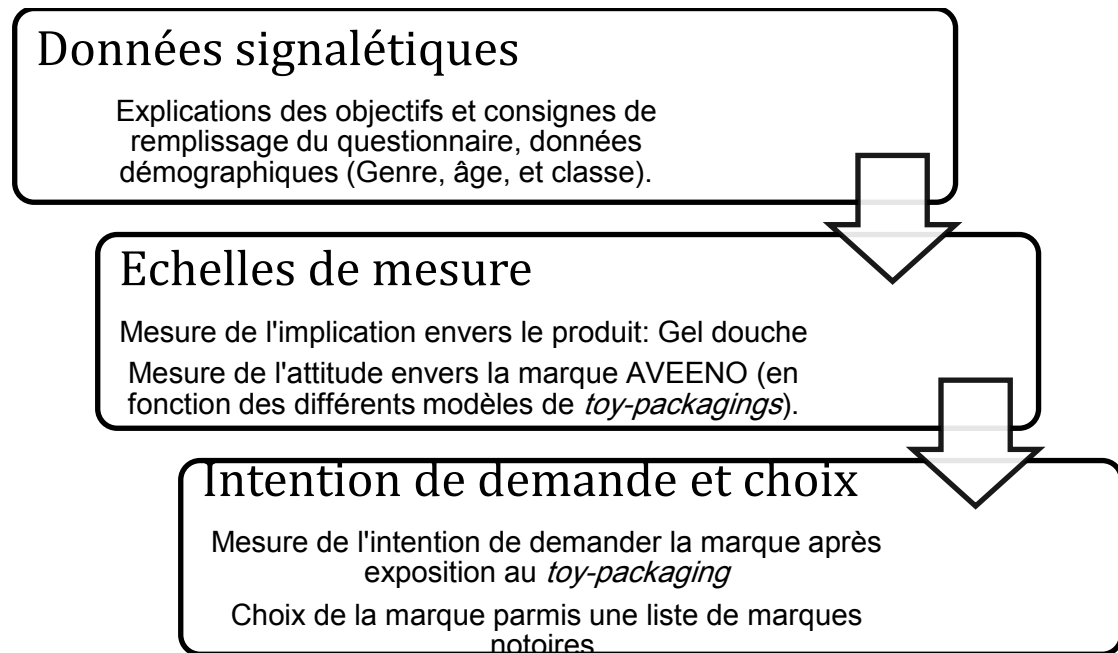 Données signalétiques
Explications des objectifs et consignes de
remplissage du questionnaire, données
démographiques (Genre, âge, et classe).
Echelles de mesure
Mesure de l'implication envers le produit: Gel douche
Mesure de l'attitude envers la marque AVEENO (en
fonction des différents modèles de toy-packagings).
Intention de demande et choix
Mesure de l'intention de demander la marque après
exposition au toy-packaging
Choix de la marque parmis une liste de marques
notoires